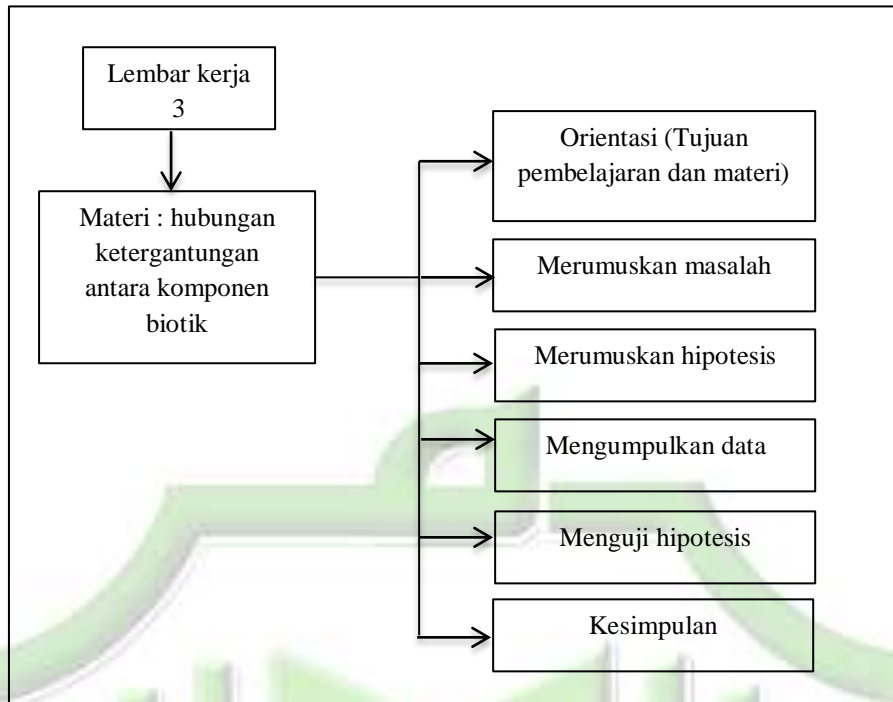 Lembar kerja
3
Materi : hubungan
ketergantungan
antara komponen
biotik
Orientasi (Tujuan
pembelajaran dan materi)
Merumuskan masalah
Merumuskan hipotesis
Mengumpulkan data
Menguji hipotesis
Kesimpulan